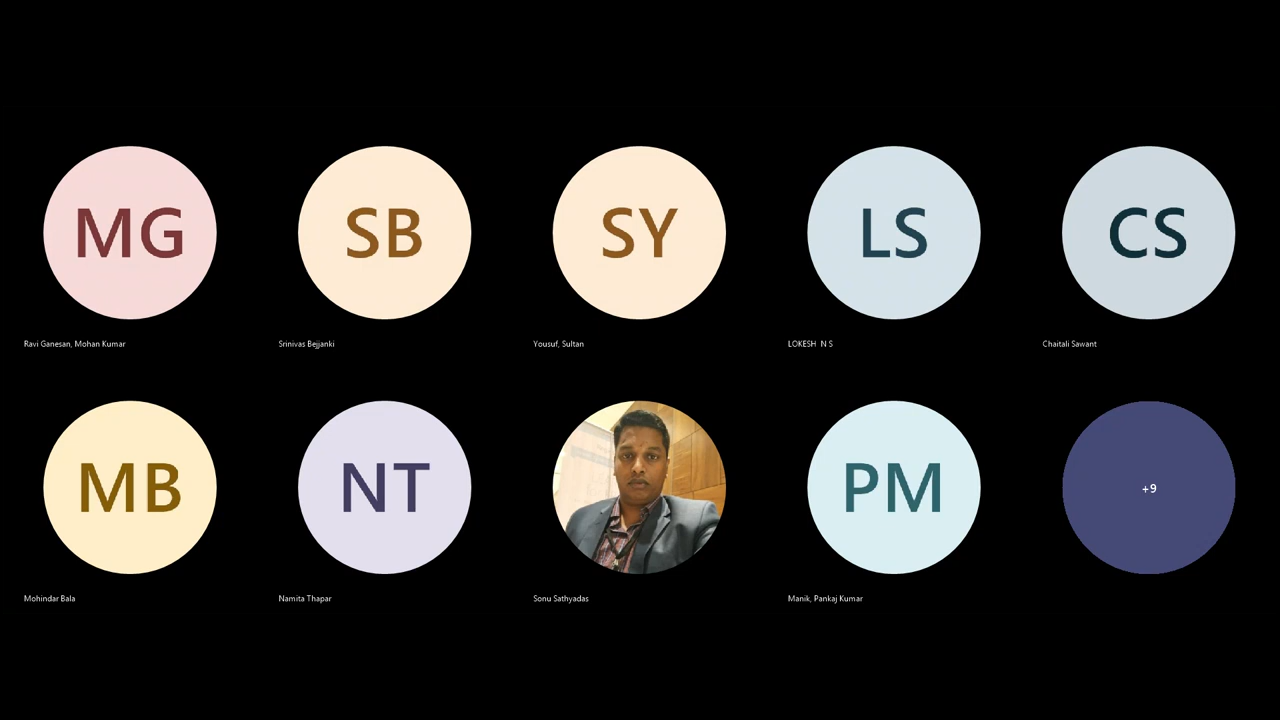 MG
SB
SY
LS
CS
Ravi Ganesan, Mohan Kumar
Srinivas Bejjanki
Yousuf, Sultan
LOKESH N S
Chaitali Sawant
MB
NT
PM
+9
Mohindar Bala
Namita Thapar
Sonu Sathyadas
Manik, Pankaj Kumar